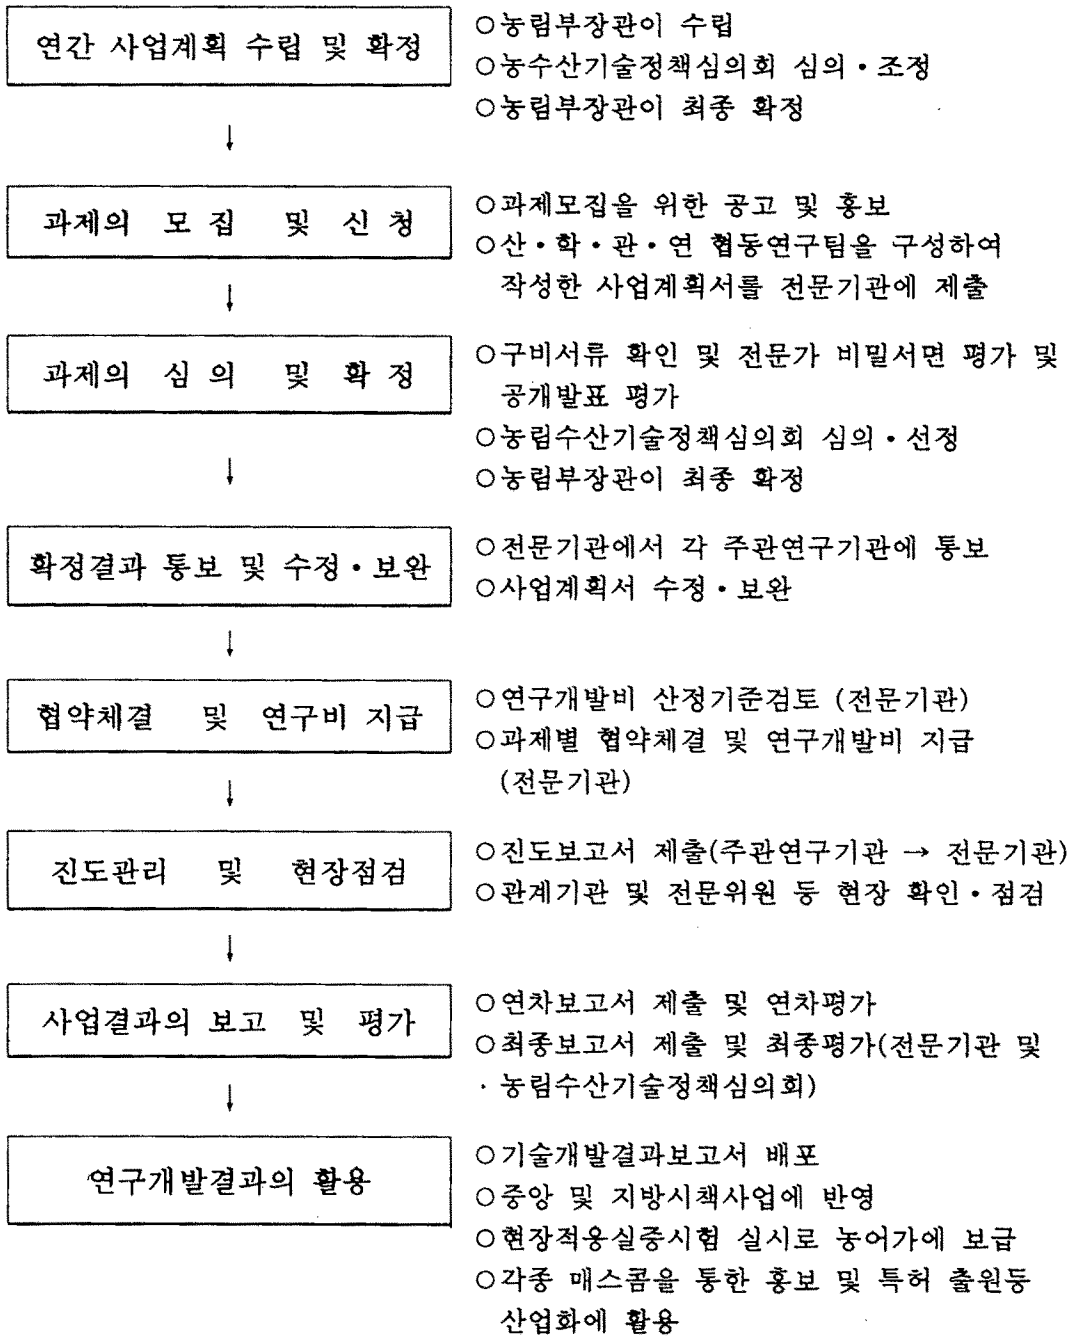 연간 사업계획 수립 및 확정
○농림부장관이 수립
○농수산기술정책심의회 심의·조정
○농림부장관이 최종 확정
↓
과제의 모집 및 신청
○과제모집을 위한 공고 및 홍보
○산·학·관·연 협동연구팀을 구성하여
작성한 사업계획서를 전문기관에 제출
↓
과제의 심의 및 확정
○구비서류 확인 및 전문가 비밀서면 평가 및
공개발표 평가
○농림수산기술정책심의회 심의·선정
○농림부장관이 최종 확정
↓
확정결과 통보 및 수정·보완
○전문기관에서 각 주관연구기관에 통보
○사업계획서 수정·보완
↓
협약체결 및 연구비 지급
○연구개발비 산정기준검토 (전문기관)
○과제별 협약체결 및 연구개발비 지급
(전문기관)
↓
진도관리 및 현장점검
○진도보고서 제출(주관연구기관 → 전문기관)
○관계기관 및 전문위원 등 현장 확인·점검
↓
사업결과의 보고 및 평가
○연차보고서 제출 및 연차평가
○최종보고서 제출 및 최종평가(전문기관 및
농림수산기술정책심의회)
↓
연구개발결과의 활용
○기술개발결과보고서 배포
○중앙 및 지방시책사업에 반영
○현장적용실증시험 실시로 농어가에 보급
○각종 매스콤을 통한 홍보 및 특허 출원등
산업화에 활용